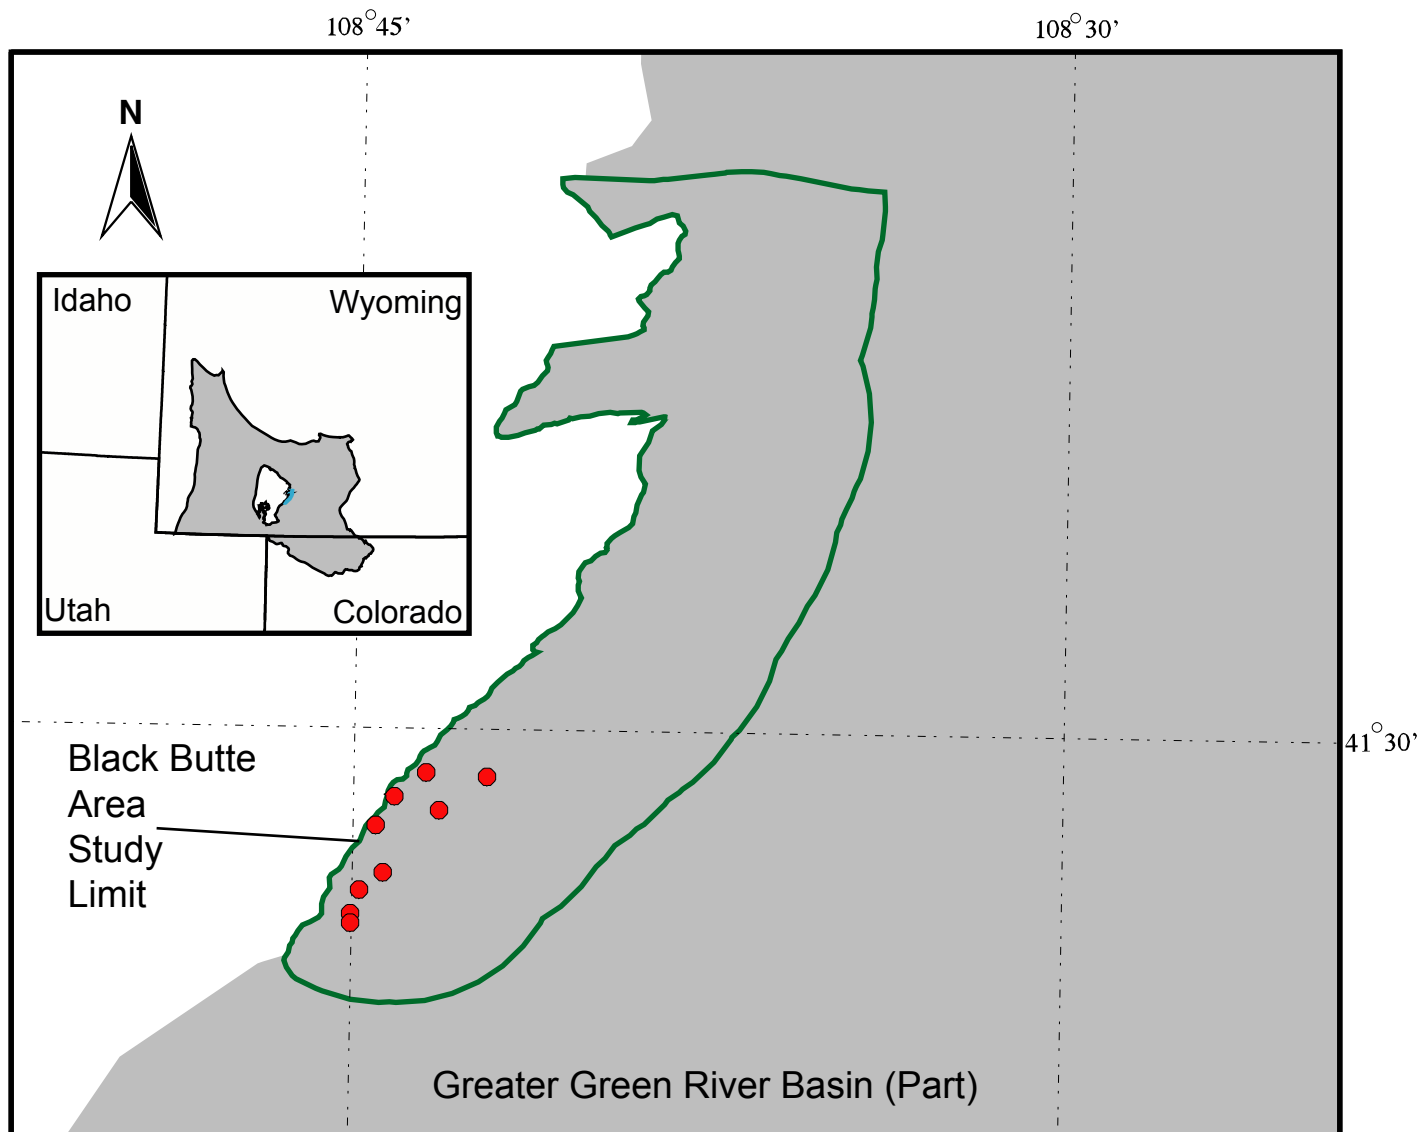 108°45'
108°30'
N
Idaho
Wyoming
Utah
Colorado
41°30'
Black Butte
Area
Study
Limit
Greater Green River Basin (Part)